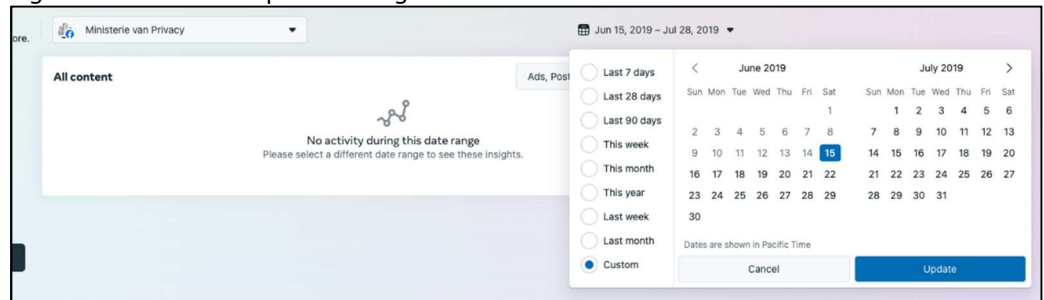 ore.
Ministerie van Privacy
Jun 15, 2019 – Jul 28, 2019
All content
Ads, Post
No activity during this date range
Please select a different date range to see these insights.
Last 7 days
Last 28 days
Last 90 days
This week
This month
This year
Last week
Last month
Custom
June 2019
Sun Mon Tue Wed Thu Fri Sat
1
2 3 4 5 6 7 8
9 10 11 12 13 14 15
16 17 18 19 20 21 22
23 24 25 26 27 28 29
30
July 2019
Sun Mon Tue Wed Thu Fri Sat
1 2 3 4 5 6
7 8 9 10 11 12 13
14 15 16 17 18 19 20
21 22 23 24 25 26 27
28 29 30 31
Dates are shown in Pacific Time
Cancel
Update